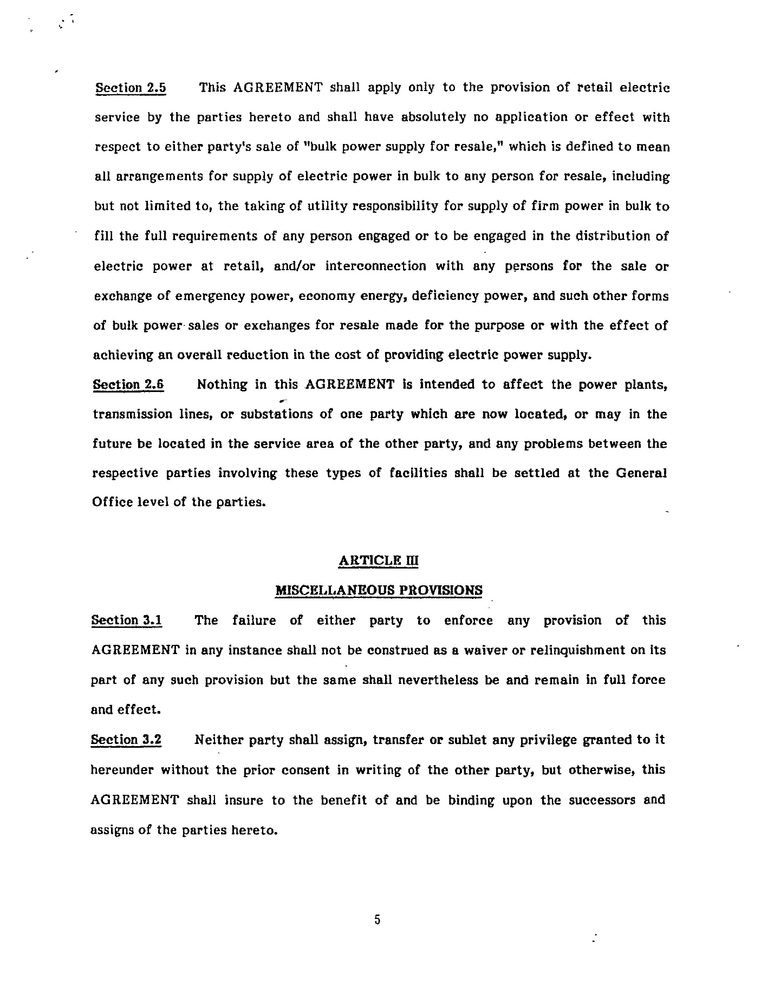 Section 2.5 This AGREEMENT shall apply only to the provision of retail electric
service by the parties hereto and shall have absolutely no application or effect with
respect to either party's sale of "bulk power supply for resale," which is defined to mean
all arrangements for supply of electric power in bulk to any person for resale, including
but not limited to, the taking of utility responsibility for supply of firm power in bulk to
fill the full requirements of any person engaged or to be engaged in the distribution of
electric power at retail, and/or interconnection with any persons for the sale or
exchange of emergency power, economy energy, deficiency power, and such other forms
of bulk power sales or exchanges for resale made for the purpose or with the effect of
achieving an overall reduction in the cost of providing electric power supply.
Section 2.6 Nothing in this AGREEMENT is intended to affect the power plants,
transmission lines, or substations of one party which are now located, or may in the
future be located in the service area of the other party, and any problems between the
respective parties involving these types of facilities shall be settled at the General
Office level of the parties.
ARTICLE III
MISCELLANEOUS PROVISIONS
Section 3.1 The failure of either party to enforce any provision of this
AGREEMENT in any instance shall not be construed as a waiver or relinquishment on its
part of any such provision but the same shall nevertheless be and remain in full force
and effect.
Section 3.2 Neither party shall assign, transfer or sublet any privilege granted to it
hereunder without the prior consent in writing of the other party, but otherwise, this
AGREEMENT shall insure to the benefit of and be binding upon the successors and
assigns of the parties hereto.
5